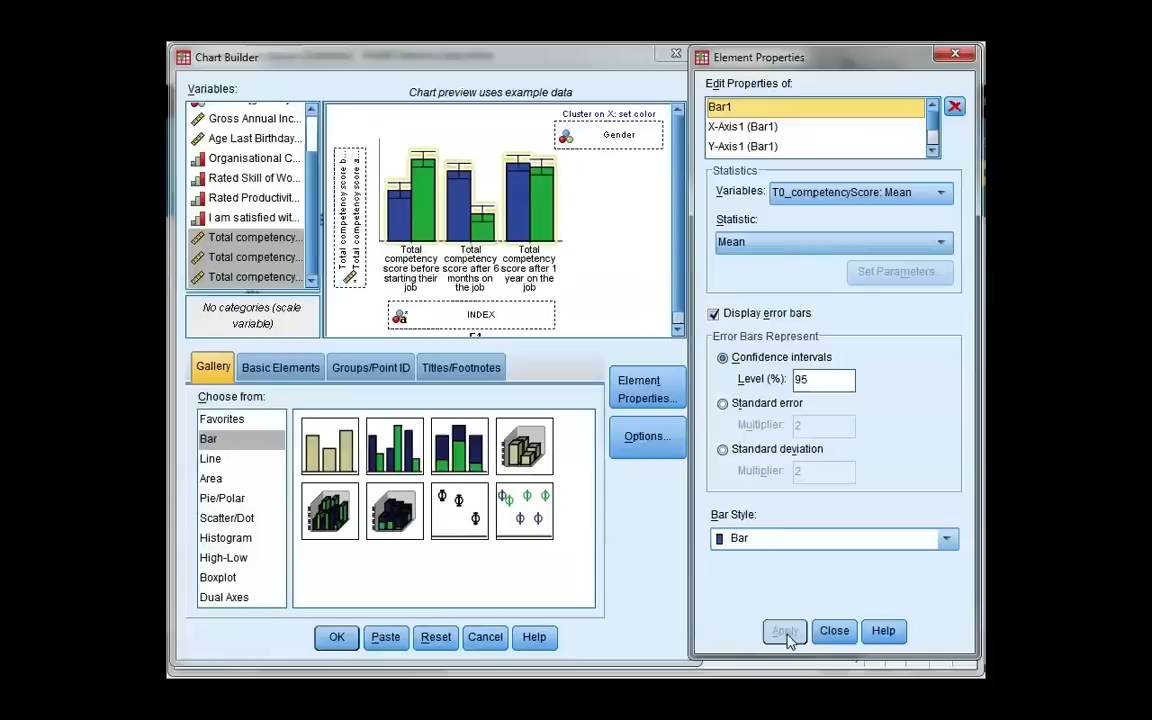 Chart Builder
Variables:
Gross Annual Inc...
Age Last Birthday...
Organisational C...
Rated Skill of Wo...
Rated Productivit...
I am satisfied wit...
Total competency...
Total competency...
Total competency...
No categories (scale
variable)
Chart preview uses example data
Cluster on X: set color
Gender
Total competency score b...
Total competency score a...
Total
competency
score before
starting their
job
Total
competency
score after 6
months on
the job
Total
competency
score after 1
year on the
job
INDEX
Gallery
Basic Elements
Groups/Point ID
Titles/Footnotes
Choose from:
Favorites
Bar
Line
Area
Pie/Polar
Scatter/Dot
Histogram
High-Low
Boxplot
Dual Axes
Element
Properties...
Options...
OK
Paste
Reset
Cancel
Help
Element Properties
Edit Properties of:
Bar1
X-Axis1 (Bar1)
Y-Axis1 (Bar1)
Statistics
Variables: T0_competencyScore: Mean
Statistic:
Mean
Set Parameters...
Display error bars
Error Bars Represent
Confidence intervals
Level (%): 95
Standard error
Multiplier: 2
Standard deviation
Multiplier: 2
Bar Style:
Bar
Apply
Close
Help